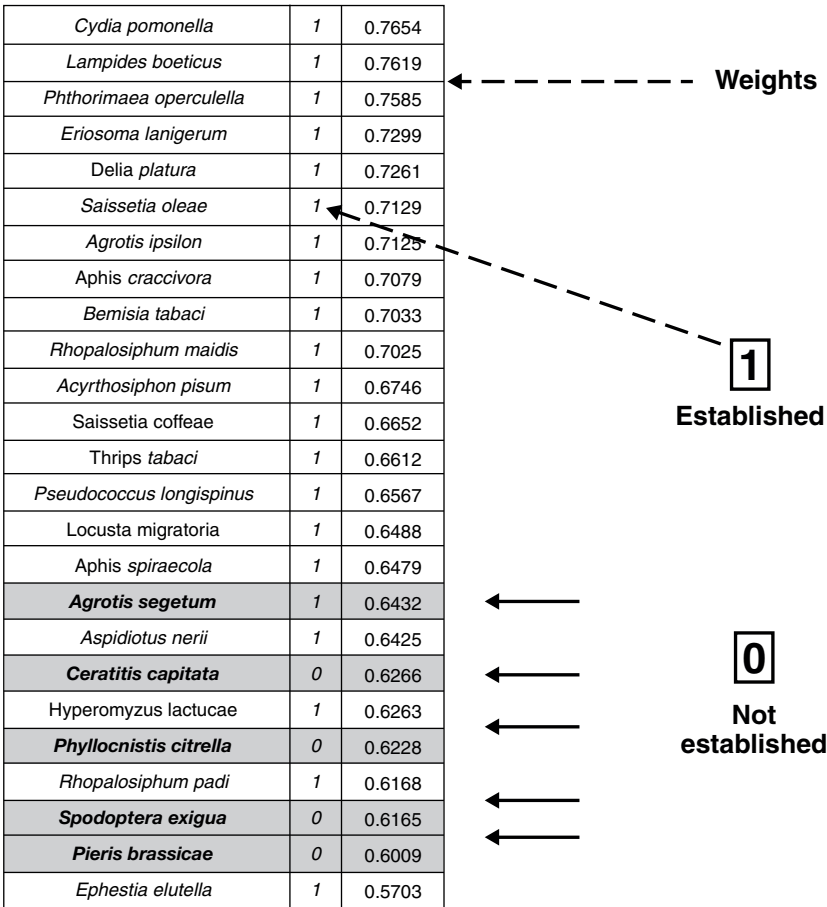 Cydia pomonella 1 0.7654
Lampides boeticus 1 0.7619
Weights
Phthorimaea operculella 1 0.7585
Eriosoma lanigerum 1 0.7299
Delia platura 1 0.7261
Saissetia oleae 1 0.7129
Agrotis ipsilon 1 0.7125
Aphis craccivora 1 0.7079
Bemisia tabaci 1 0.7033
Rhopalosiphum maidis 1 0.7025
1
Acyrthosiphon pisum 1 0.6746
Established
Saissetia coffeae 1 0.6652
Thrips tabaci 1 0.6612
Pseudococcus longispinus 1 0.6567
Locusta migratoria 1 0.6488
Aphis spiraecola 1 0.6479
Agrotis segetum 1 0.6432
Aspidiotus nerii 1 0.6425
0
Ceratitis capitata 0 0.6266
Hyperomyzus lactucae 1 0.6263
Not
established
Phyllocnistis citrella 0 0.6228
Rhopalosiphum padi 1 0.6168
Spodoptera exigua 0 0.6165
Pieris brassicae 0 0.6009
Ephestia elutella 1 0.5703